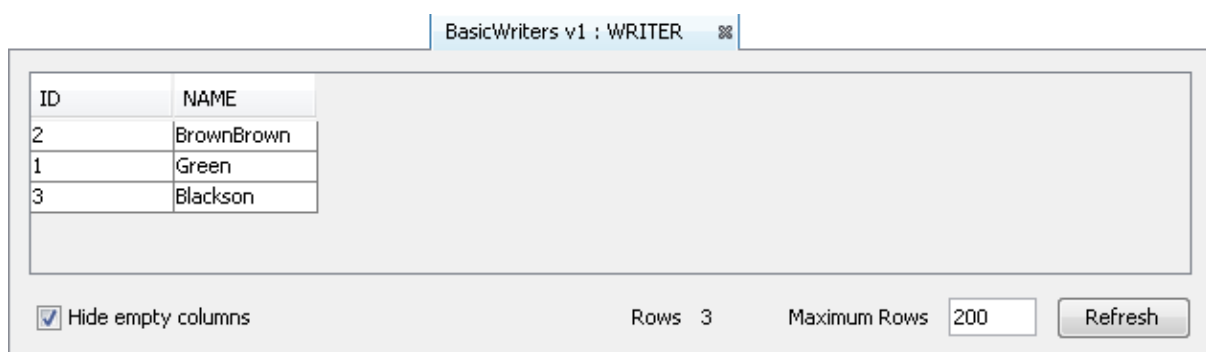 BasicWriters v1 : WRITER
ID NAME
2 BrownBrown
1 Green
3 Blackson
Hide empty columns Rows 3 Maximum Rows 200 Refresh